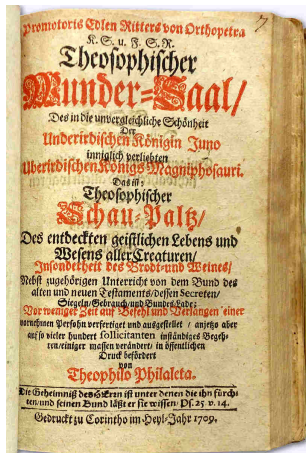 Promotoris Edlen Ritters von Orthopetra
K. S. u. F. S. R.
Theosophischer
Wunder-Saal/
Des in die unvergleichliche Schönheit
Der
Underirdischen Königin Juno
inniglich verliebten
Uberirdischen Königs Magniphosauri.
Das ist:
Theosophischer
Schau-Paltz/
Des entdeckten geistlichen Lebens und
Wesens aller Creaturen/
Insonderheit des Brodt- und Weines/
Nebst zugehörigen Unterricht von dem Bund des
alten und neuen Testaments/ dessen Secreten/
Siegeln/ Gebrauch/ und Bundes Lade;
Vor weniger Zeit auf Befehl und Verlangen einer
vornehmen Persohn verfertiget und ausgestellet / anjetzo aber
auf so vieler hundert sollicitanten inständiges Begeh-
ren/ einiger massen verändert/ in öffentlichen
Druck befördert
von
Theophilo Philaleta.
Die Geheimniß des HErrn ist unter denen die ihn fürch-
ten/ und seinen Bund läßt er sie wissen. Ps. 25. v. 14.
Gedruckt zu Corintho im Heyl-Jahr 1709.